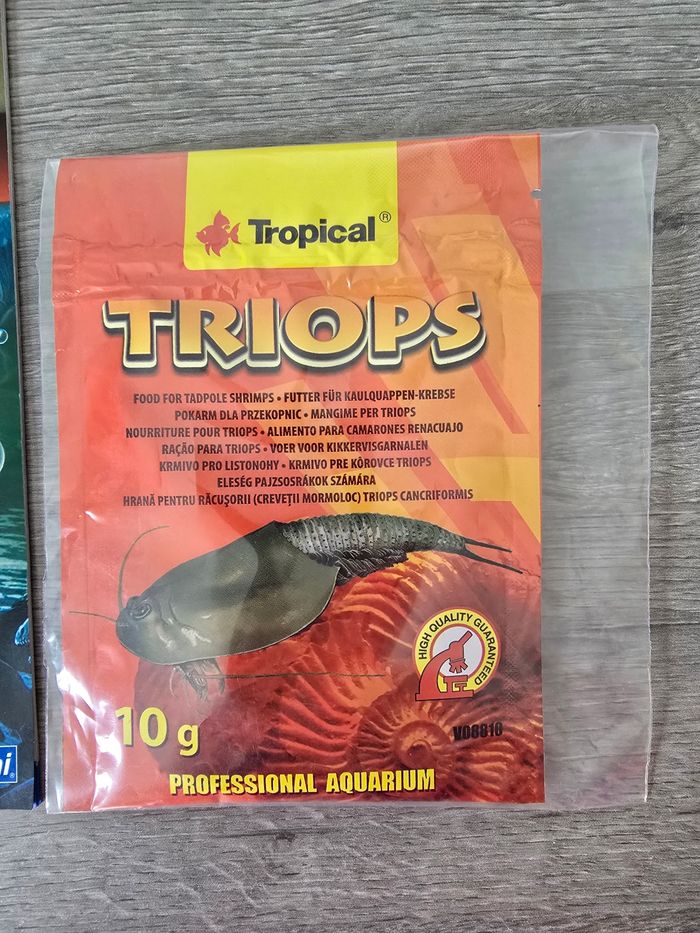 Tropical®
TRIOPS
FOOD FOR TADPOLE SHRIMPS • FUTTER FÜR KAULQUAPPEN-KREBSE
POKARM DLA PRZEKOPNIC • MANGIME PER TRIOPS
NOURRITURE POUR TRIOPS • ALIMENTO PARA CAMARONES RENACUAJO
RAÇÃO PARA TRIOPS • VOER VOOR KIKKERVISGARNALEN
KRMIVO PRO LISTONOHY • KRMIVO PRE KÔROVCE TRIOPS
ELESÉG PAJZSOSRÁKOK SZÁMÁRA
HRANĂ PENTRU RĂCUȘORII (CREVEȚII MORMOLOC) TRIOPS CANCRIFORMIS
HIGH QUALITY GUARANTEED
10 g
PROFESSIONAL AQUARIUM